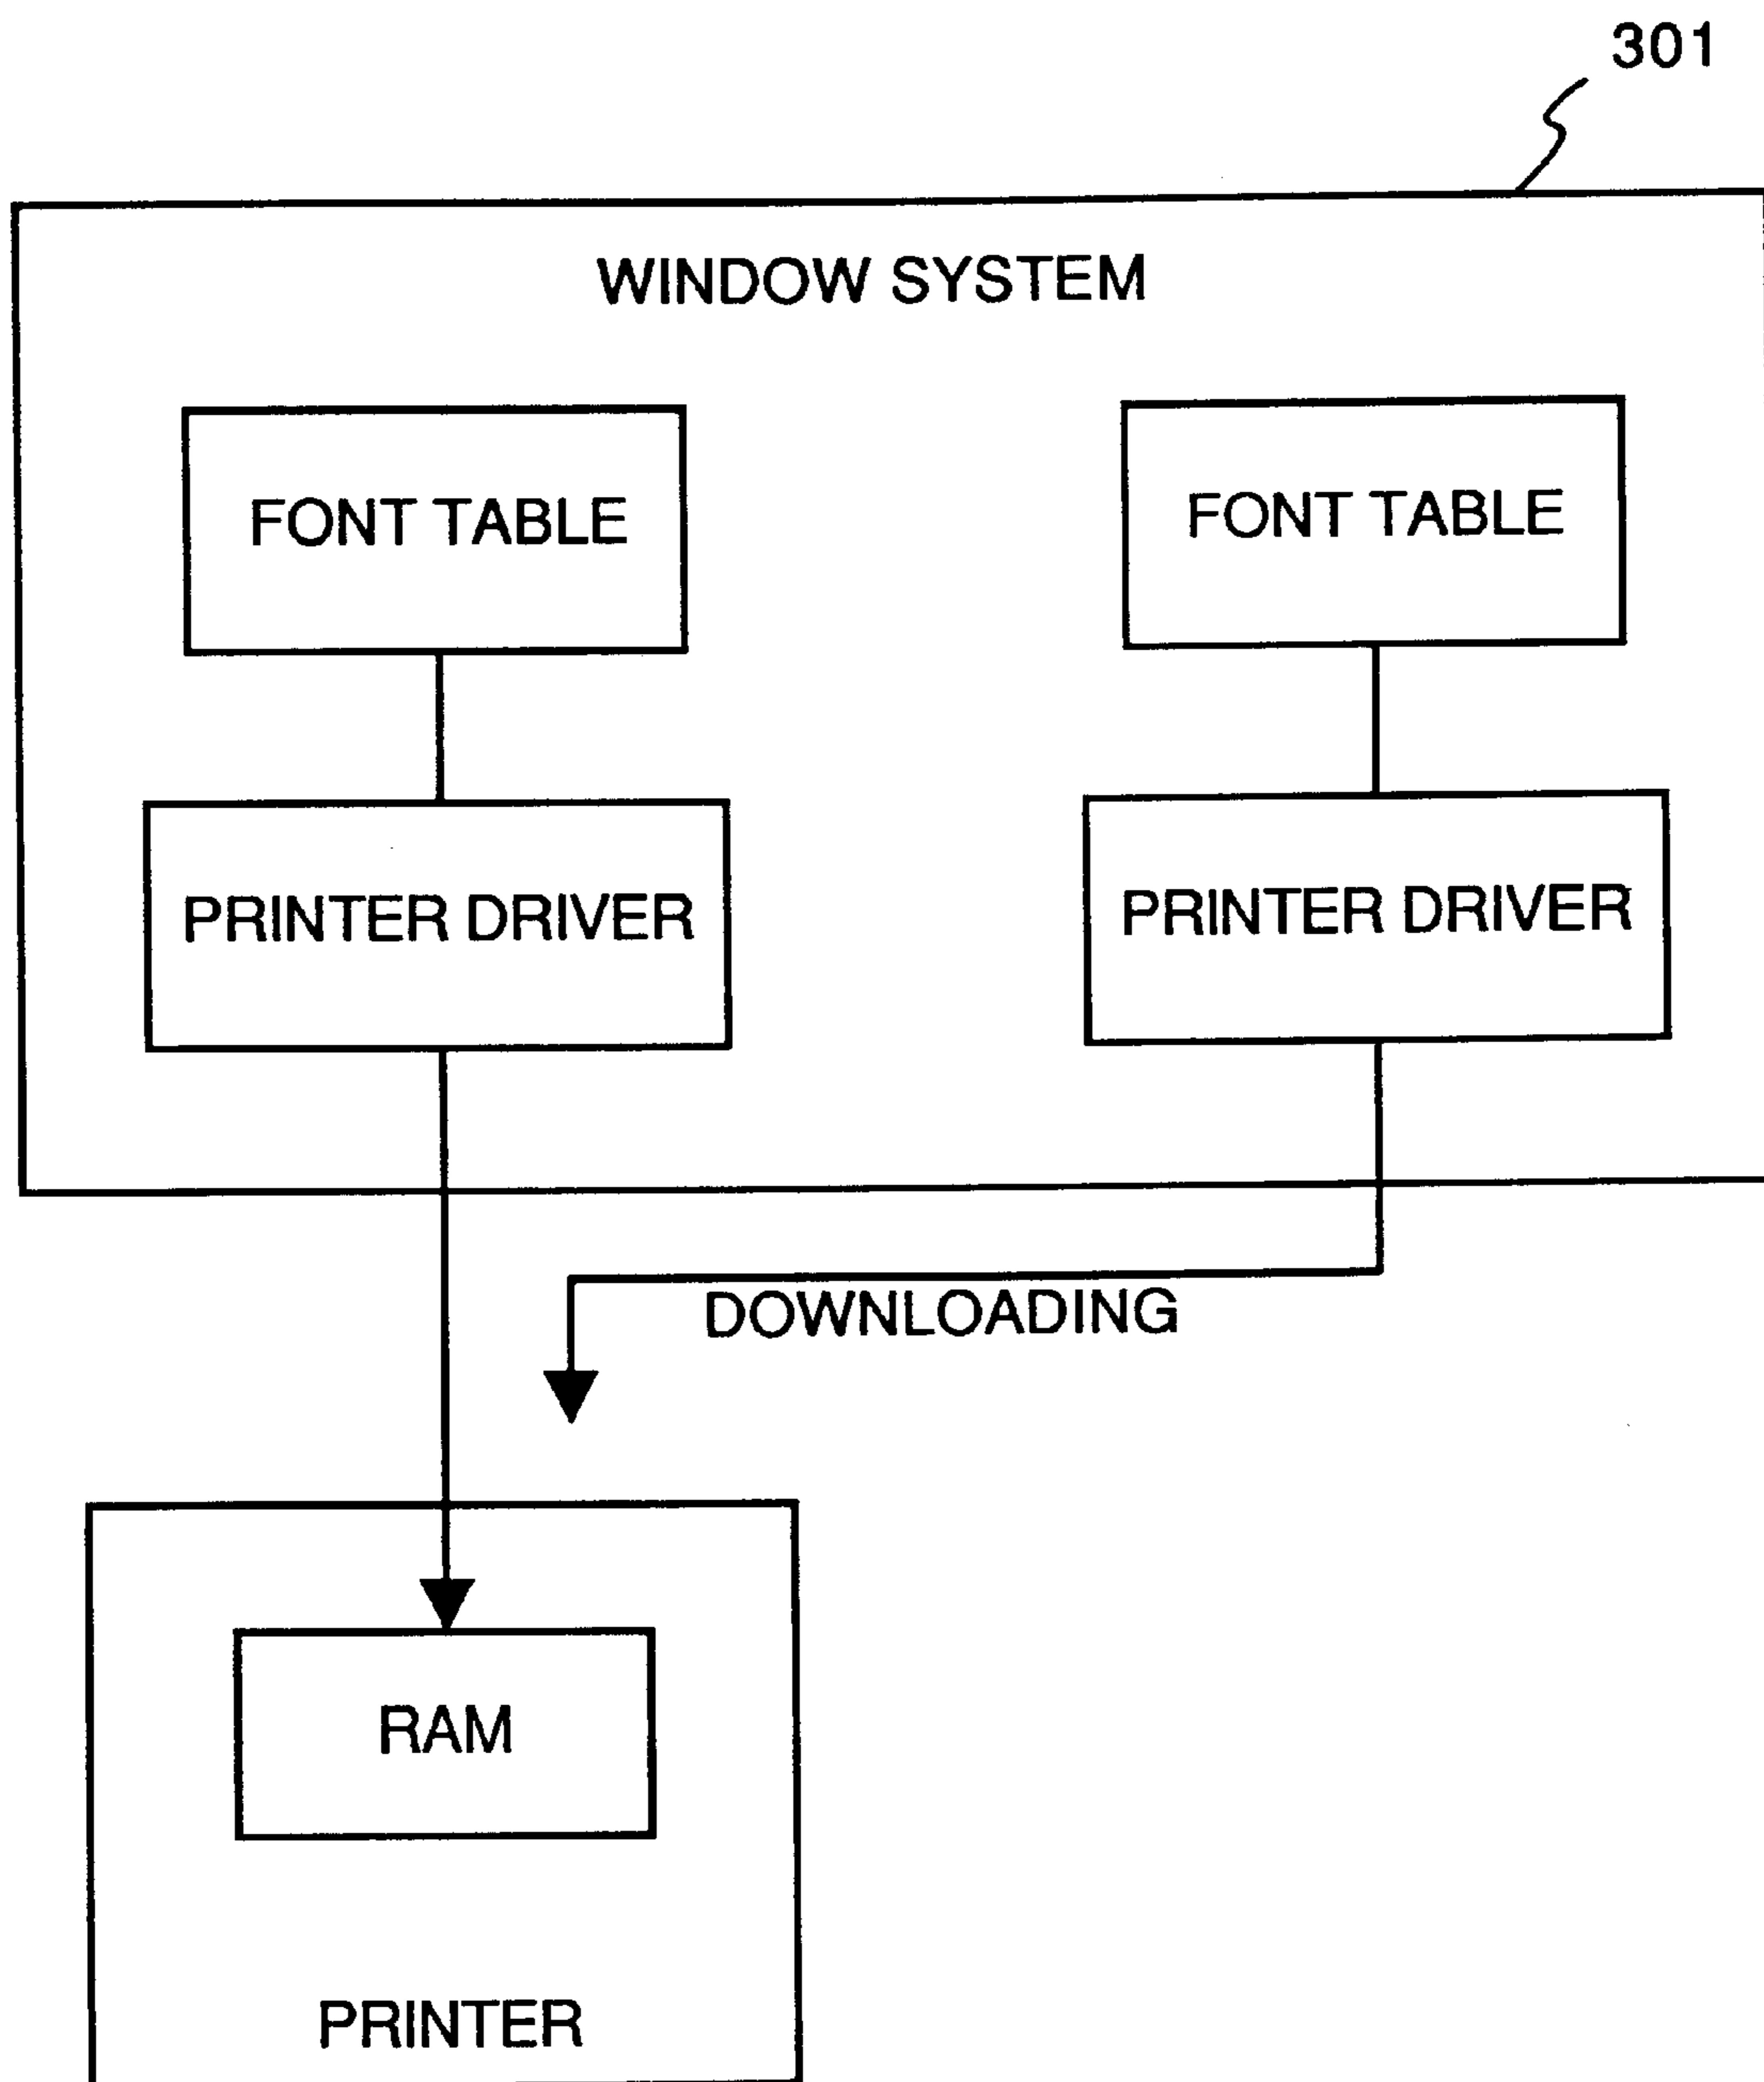 301
WINDOW SYSTEM
FONT TABLE
FONT TABLE
PRINTER DRIVER
PRINTER DRIVER
DOWNLOADING
RAM
PRINTER